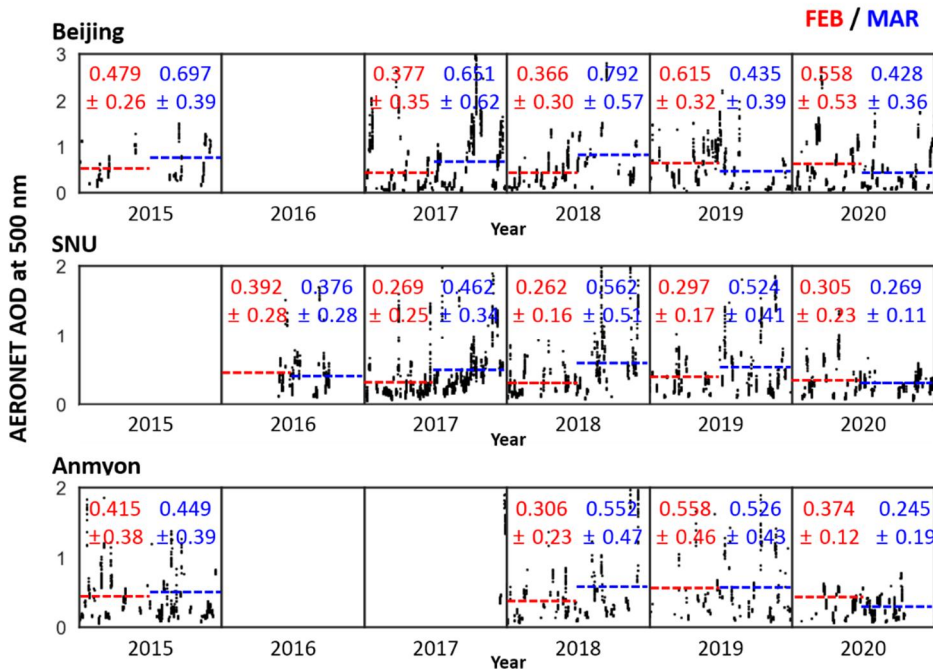 FEB / MAR
Beijing
AERONET AOD at 500 nm
3
2
1
0
0.479 0.697 0.377 0.651 0.366 0.792 0.615 0.435 0.558 0.428
± 0.26 ± 0.39 ± 0.35 ± 0.62 ± 0.30 ± 0.57 ± 0.32 ± 0.39 ± 0.53 ± 0.36
2015 2016 2017 2018 2019 2020
Year
SNU
2
1
0
0.392 0.376 0.269 0.462 0.262 0.562 0.297 0.524 0.305 0.269
± 0.28 ± 0.28 ± 0.25 ± 0.34 ± 0.16 ± 0.51 ± 0.17 ± 0.41 ± 0.23 ± 0.11
2015 2016 2017 2018 2019 2020
Year
Anmyon
2
1
0
0.415 0.449 0.306 0.552 0.558 0.526 0.374 0.245
±0.38 ±0.39 ± 0.23 ± 0.47 ± 0.46 ± 0.43 ± 0.12 ± 0.19
2015 2016 2017 2018 2019 2020
Year